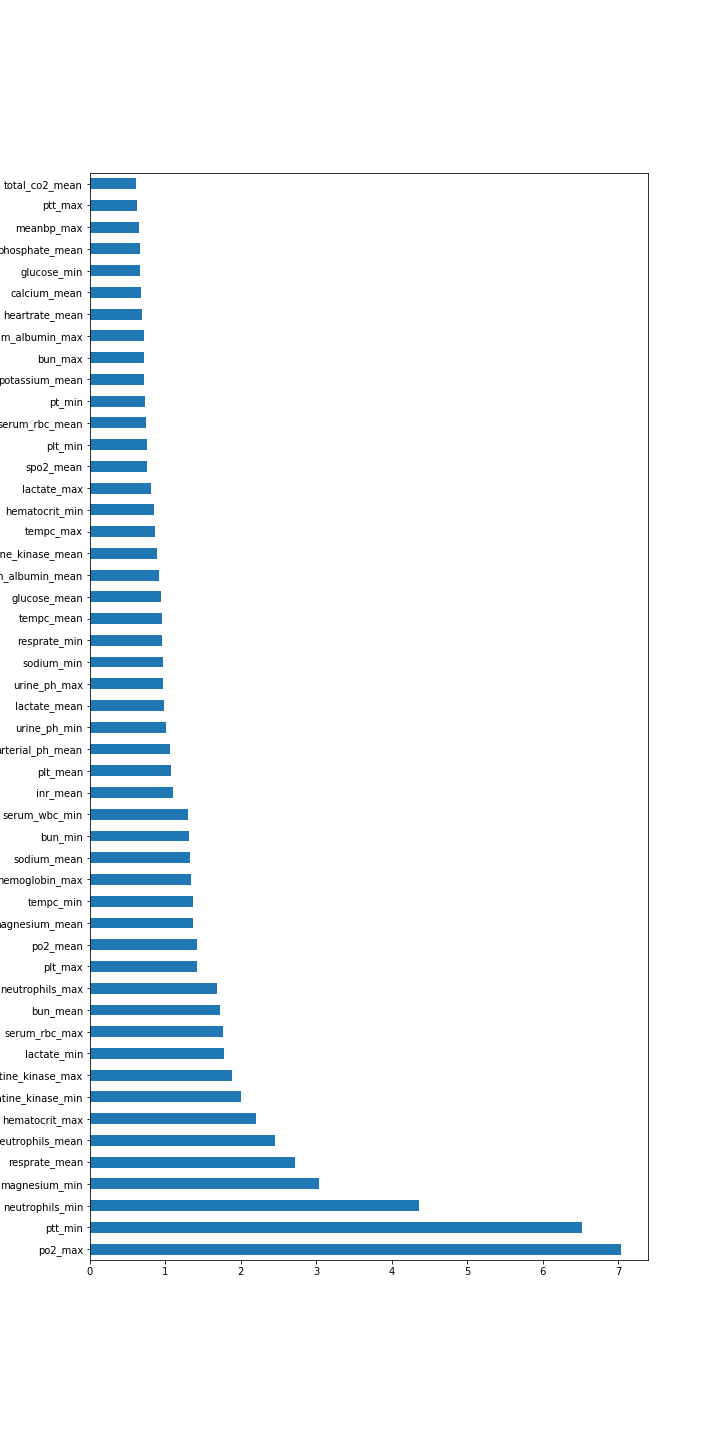 total_co2_mean
ptt_max
meanbp_max
phosphate_mean
glucose_min
calcium_mean
heartrate_mean
m_albumin_max
bun_max
potassium_mean
pt_min
serum_rbc_mean
plt_min
spo2_mean
lactate_max
hematocrit_min
tempc_max
ne_kinase_mean
n_albumin_mean
glucose_mean
tempc_mean
resprate_min
sodium_min
urine_ph_max
lactate_mean
urine_ph_min
arterial_ph_mean
plt_mean
inr_mean
serum_wbc_min
bun_min
sodium_mean
hemoglobin_max
tempc_min
magnesium_mean
po2_mean
plt_max
neutrophils_max
bun_mean
serum_rbc_max
lactate_min
tine_kinase_max
atine_kinase_min
hematocrit_max
eutrophils_mean
resprate_mean
magnesium_min
neutrophils_min
ptt_min
po2_max
0 1 2 3 4 5 6 7